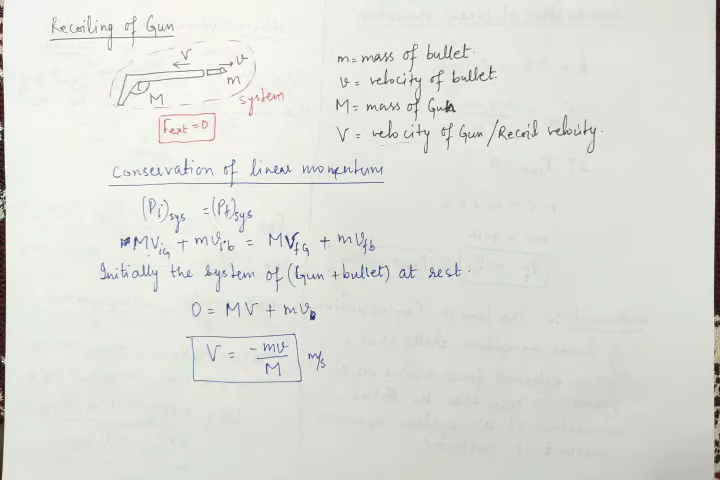 Recoiling of Gun
V
v
m
M
system
Fext = 0
m = mass of bullet.
v = velocity of bullet.
M = mass of Gun
V = velocity of Gun / Recoil velocity.
Conservation of linear momentum
(Pi)sys = (Pf)sys
MViG + mvib = MVfG + mvfb
Initially the system of (Gun + bullet) at rest.
0 = MV + mv
V = -mv/M m/s